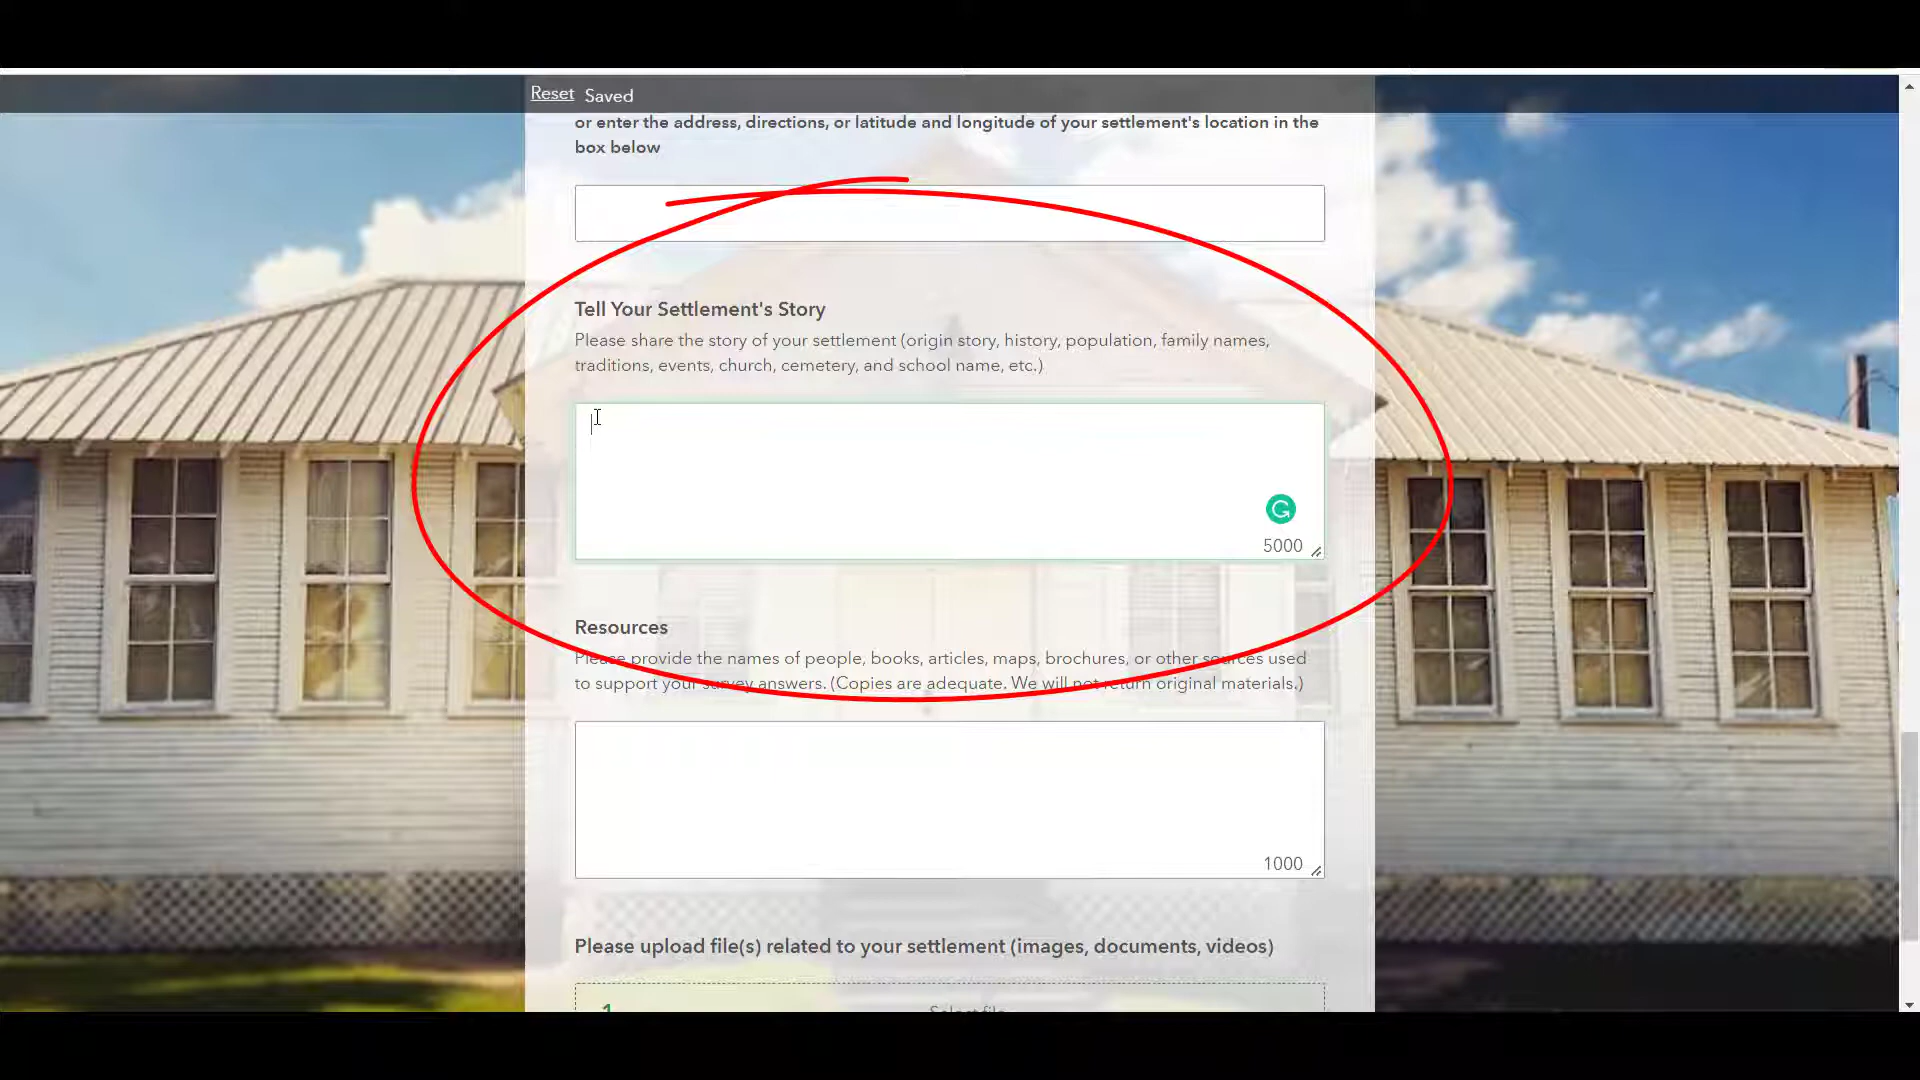 Reset Saved
or enter the address, directions, or latitude and longitude of your settlement's location in the
box below
Tell Your Settlement's Story
Please share the story of your settlement (origin story, history, population, family names,
traditions, events, church, cemetery, and school name, etc.)
5000
Resources
Please provide the names of people, books, articles, maps, brochures, or other sources used
to support your survey answers. (Copies are adequate. We will not return original materials.)
1000
Please upload file(s) related to your settlement (images, documents, videos)
1 Select file